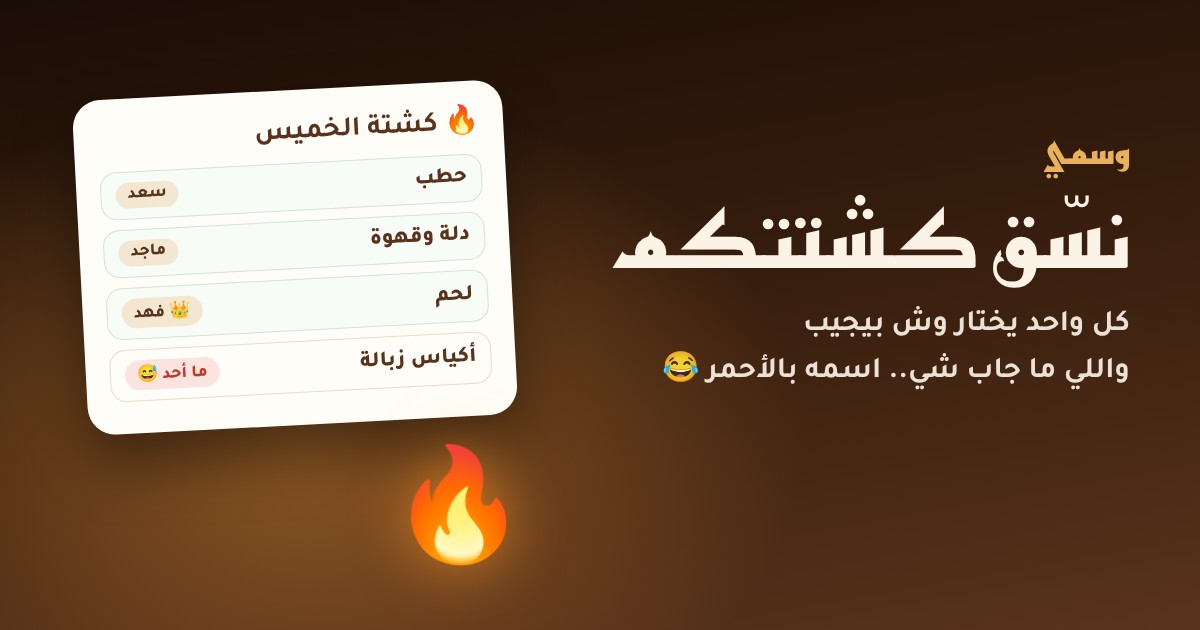 وسمي
نسّق كشتتكم
كل واحد يختار وش بيجيب
واللي ما جاب شي.. اسمه بالأحمر 😂
🔥 كشتة الخميس
حطب
سعد
دلة وقهوة
ماجد
لحم
👑 فهد
أكياس زبالة
ما أحد 😅